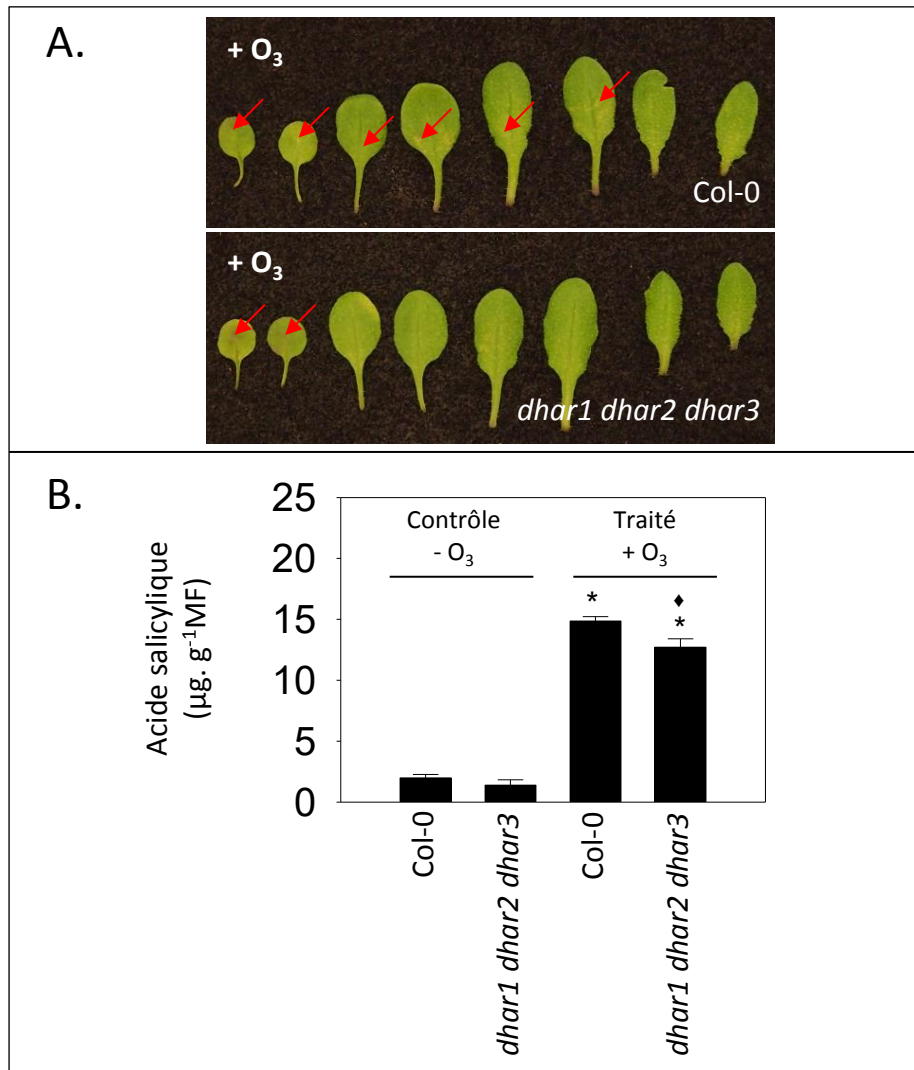 A.
+ O₃
Col-0
+ O₃
dhar1 dhar2 dhar3
B.
Acide salicylique
(µg. g⁻¹MF)
25
20
15
10
5
0
Contrôle
- O₃
Traité
+ O₃
*
♦
*
Col-0
dhar1 dhar2 dhar3
Col-0
dhar1 dhar2 dhar3